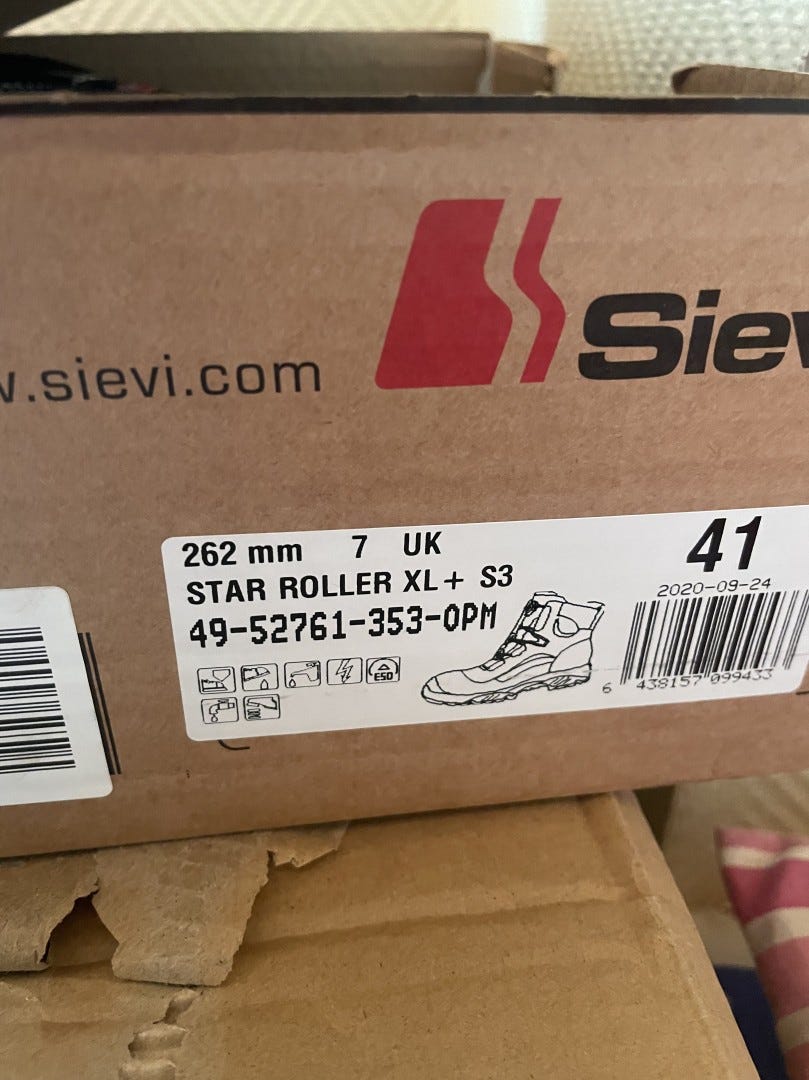 w.sievi.com
Siev
262 mm 7 UK
41
STAR ROLLER XL+ S3
2020-09-24
49-52761-353-0PM
ESD
6 438157 099433